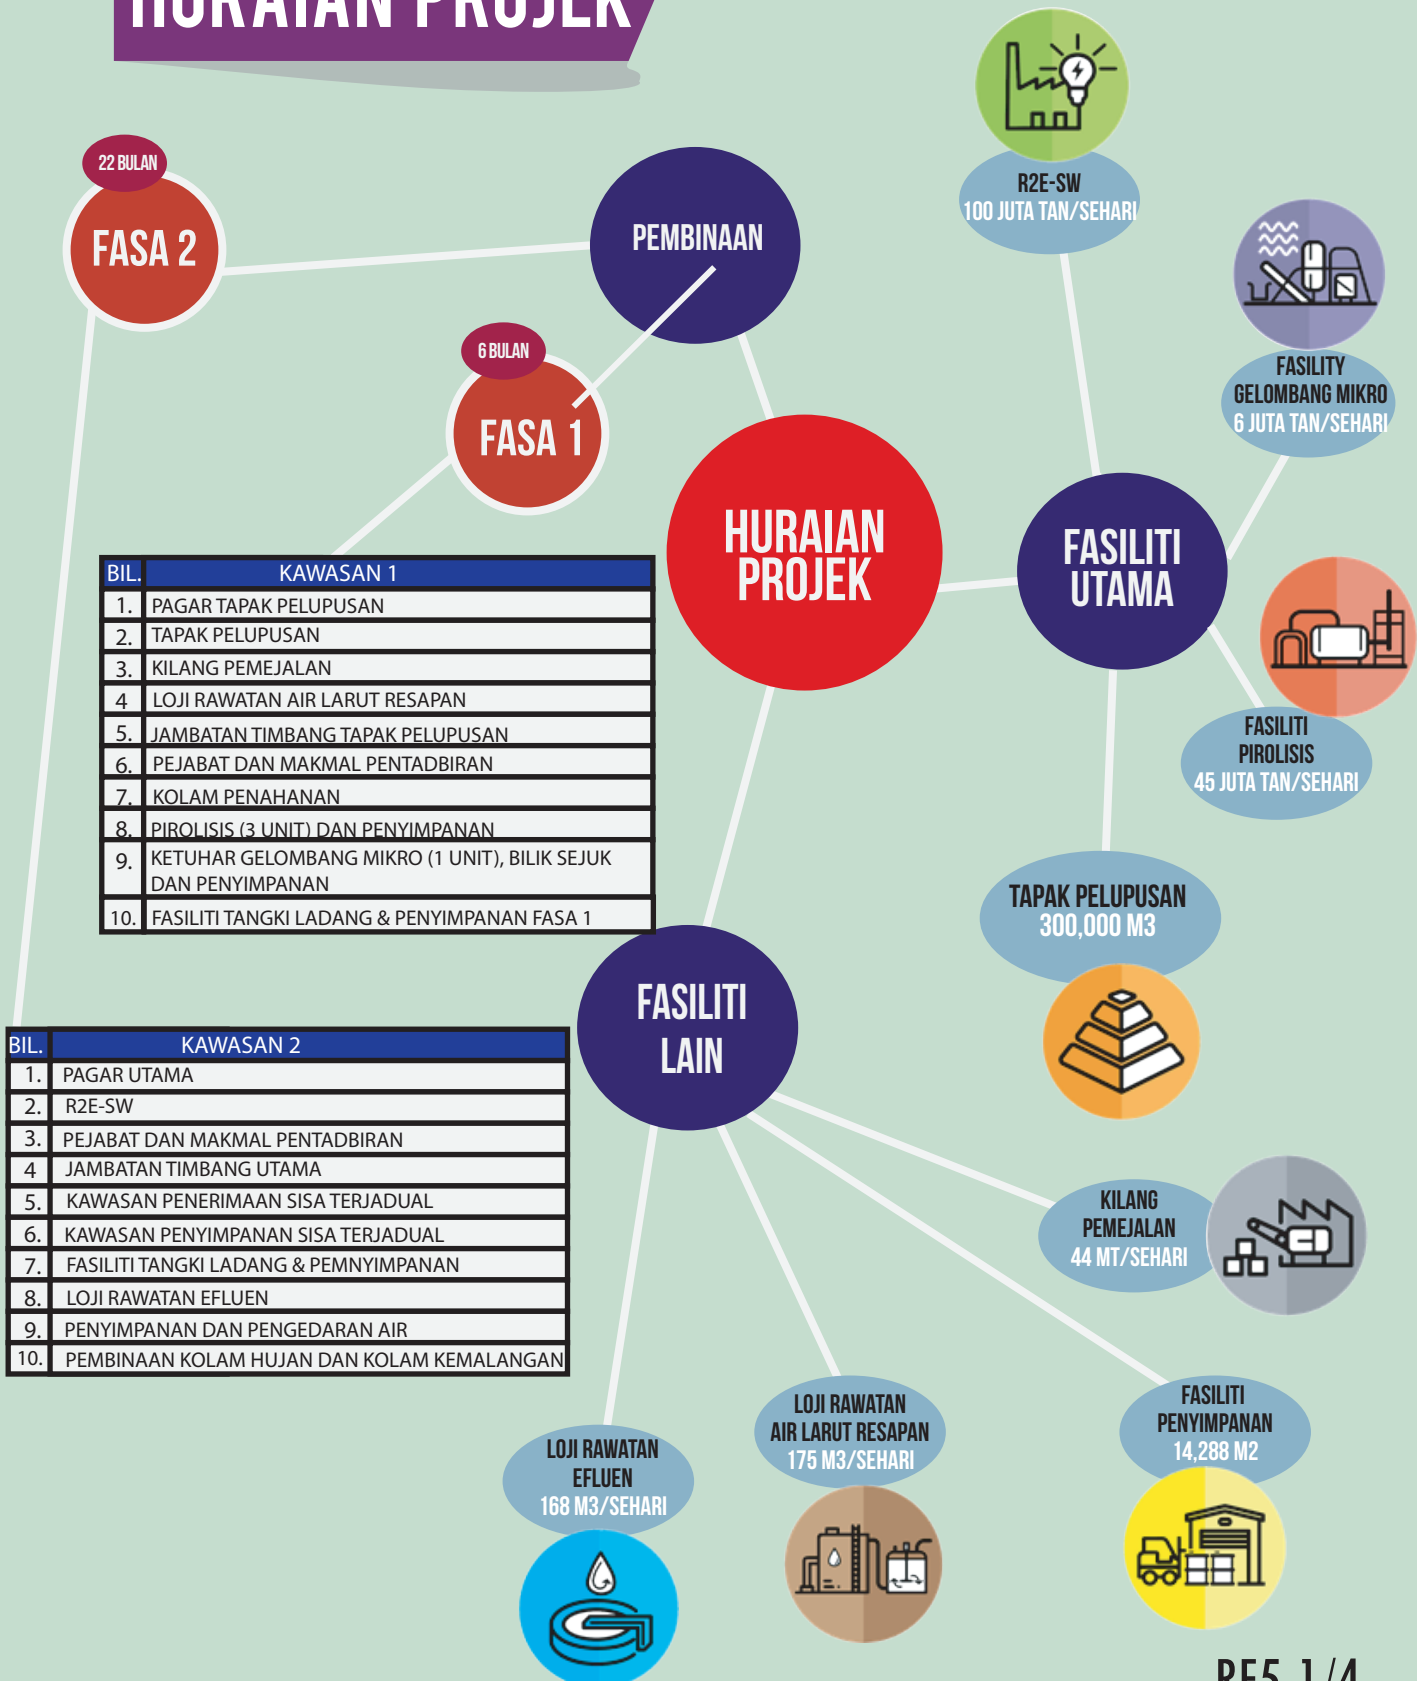 HURAIAN PROJEK
22 BULAN
FASA 2
PEMBINAAN
6 BULAN
FASA 1
HURAIAN
PROJEK
R2E-SW
100 JUTA TAN/SEHARI
FASILITY
GELOMBANG MIKRO
6 JUTA TAN/SEHARI
FASILITI
UTAMA
FASILITI
PIROLISIS
45 JUTA TAN/SEHARI
TAPAK PELUPUSAN
300,000 M3
BIL. KAWASAN 1
1. PAGAR TAPAK PELUPUSAN
2. TAPAK PELUPUSAN
3. KILANG PEMEJALAN
4 LOJI RAWATAN AIR LARUT RESAPAN
5. JAMBATAN TIMBANG TAPAK PELUPUSAN
6. PEJABAT DAN MAKMAL PENTADBIRAN
7. KOLAM PENAHANAN
8. PIROLISIS (3 UNIT) DAN PENYIMPANAN
9. KETUHAR GELOMBANG MIKRO (1 UNIT), BILIK SEJUK
DAN PENYIMPANAN
10. FASILITI TANGKI LADANG & PENYIMPANAN FASA 1
FASILITI
LAIN
BIL. KAWASAN 2
1. PAGAR UTAMA
2. R2E-SW
3. PEJABAT DAN MAKMAL PENTADBIRAN
4 JAMBATAN TIMBANG UTAMA
5. KAWASAN PENERIMAAN SISA TERJADUAL
6. KAWASAN PENYIMPANAN SISA TERJADUAL
7. FASILITI TANGKI LADANG & PEMNYIMPANAN
8. LOJI RAWATAN EFLUEN
9. PENYIMPANAN DAN PENGEDARAN AIR
10. PEMBINAAN KOLAM HUJAN DAN KOLAM KEMALANGAN
KILANG
PEMEJALAN
44 MT/SEHARI
FASILITI
PENYIMPANAN
14,288 M2
LOJI RAWATAN
AIR LARUT RESAPAN
175 M3/SEHARI
LOJI RAWATAN
EFLUEN
168 M3/SEHARI